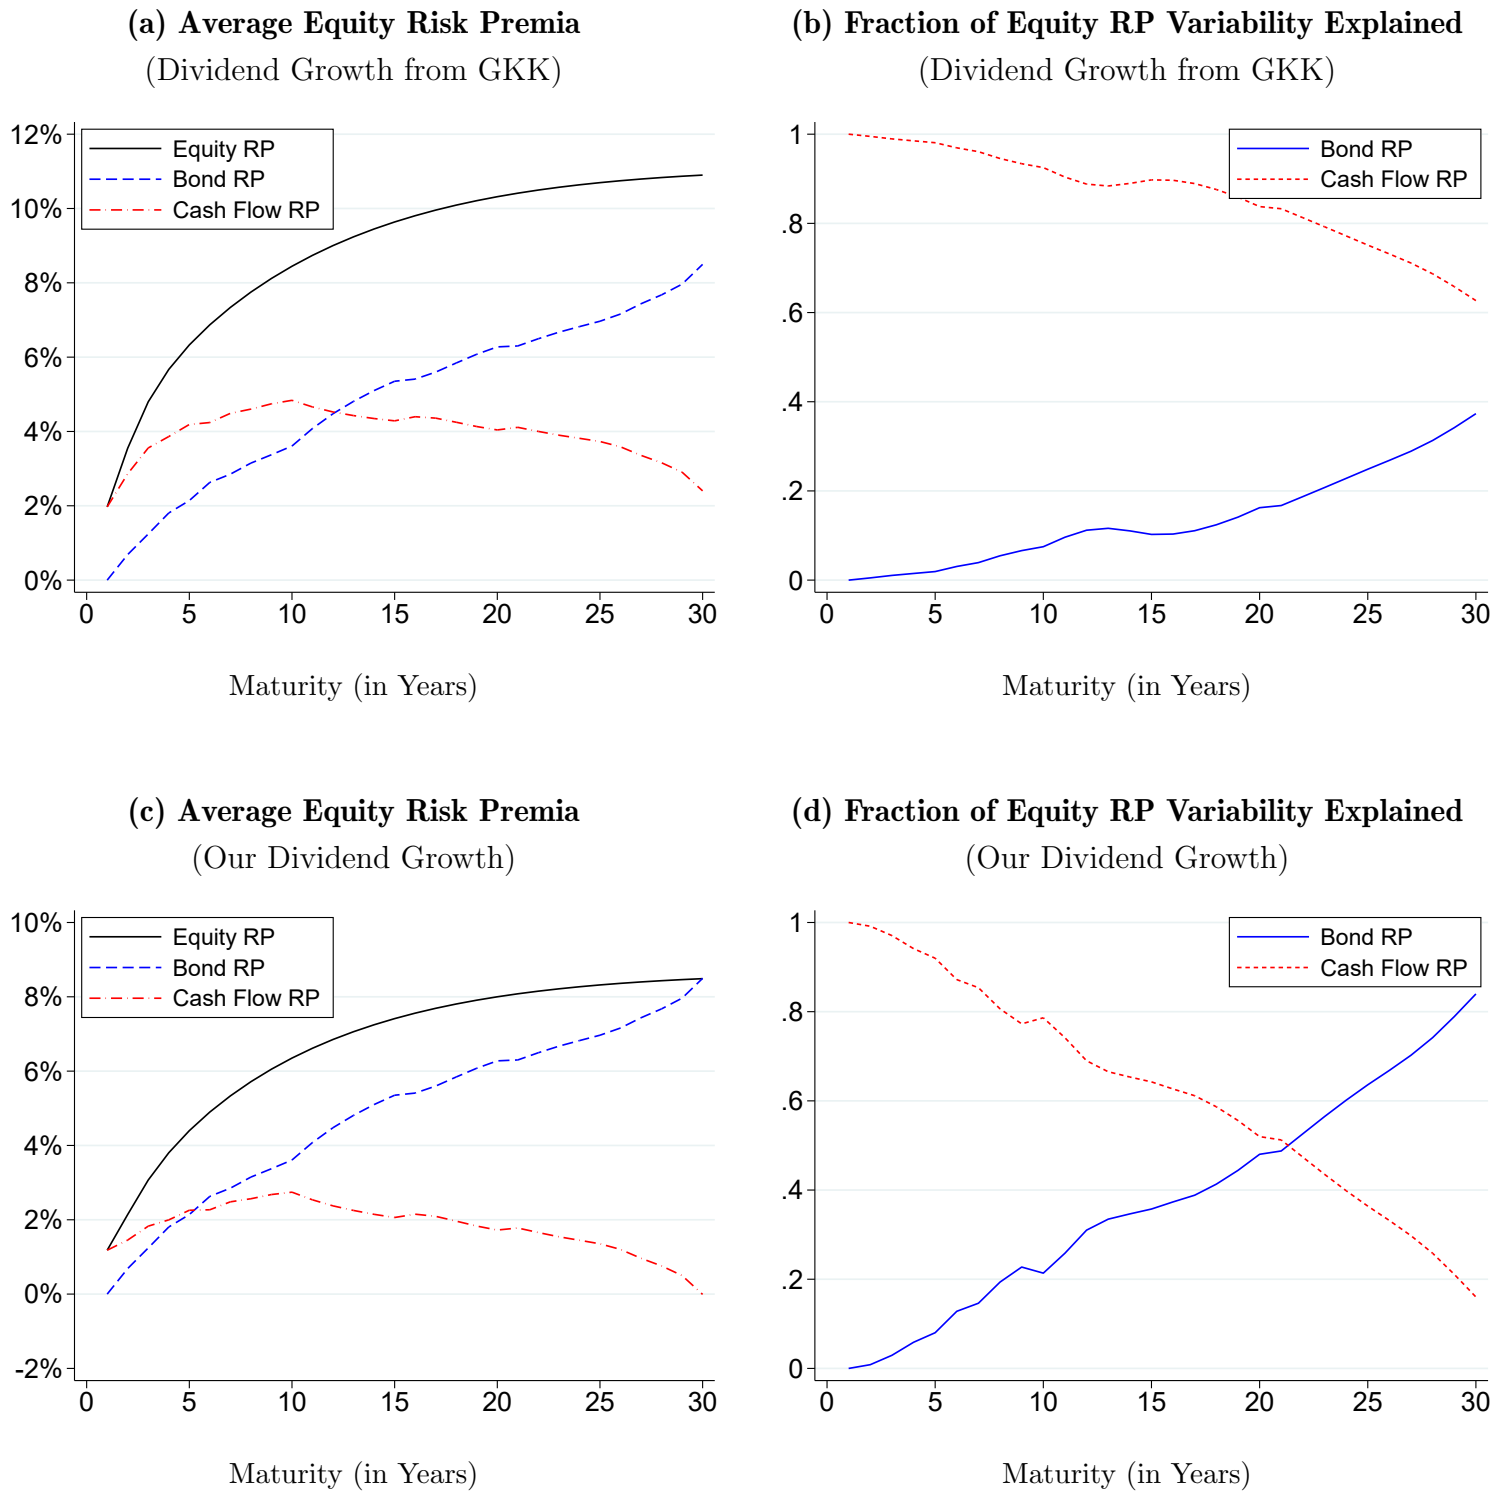 (a) Average Equity Risk Premia
(Dividend Growth from GKK)
12%
10%
8%
6%
4%
2%
0%
Equity RP
Bond RP
Cash Flow RP
0 5 10 15 20 25 30
Maturity (in Years)
(b) Fraction of Equity RP Variability Explained
(Dividend Growth from GKK)
1
.8
.6
.4
.2
0
Bond RP
Cash Flow RP
0 5 10 15 20 25 30
Maturity (in Years)
(c) Average Equity Risk Premia
(Our Dividend Growth)
10%
8%
6%
4%
2%
0%
-2%
Equity RP
Bond RP
Cash Flow RP
0 5 10 15 20 25 30
Maturity (in Years)
(d) Fraction of Equity RP Variability Explained
(Our Dividend Growth)
1
.8
.6
.4
.2
0
Bond RP
Cash Flow RP
0 5 10 15 20 25 30
Maturity (in Years)